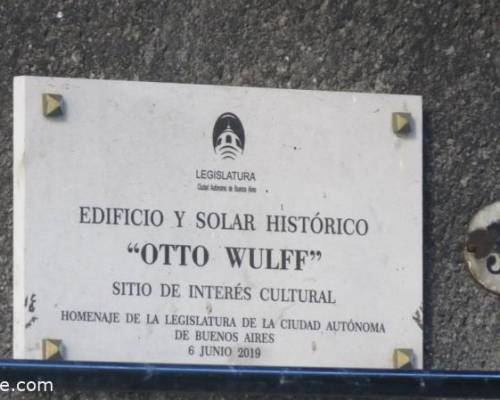 LEGISLATURA
Ciudad Autónoma de Buenos Aires
EDIFICIO Y SOLAR HISTÓRICO
“OTTO WULFF”
SITIO DE INTERÉS CULTURAL
HOMENAJE DE LA LEGISLATURA DE LA CIUDAD AUTÓNOMA
DE BUENOS AIRES
6 JUNIO 2019
e.com